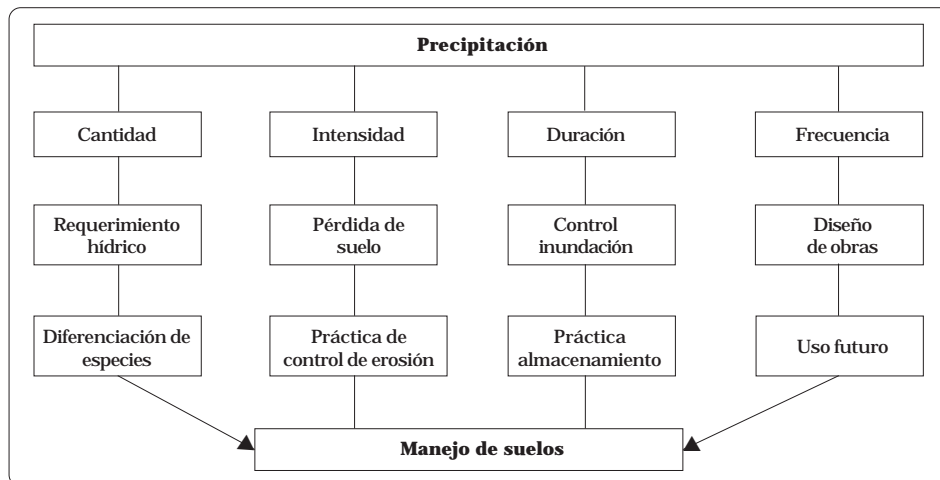 Precipitación
Cantidad
Intensidad
Duración
Frecuencia
Requerimiento
hídrico
Pérdida de
suelo
Control
inundación
Diseño
de obras
Diferenciación de
especies
Práctica de
control de erosión
Práctica
almacenamiento
Uso futuro
Manejo de suelos